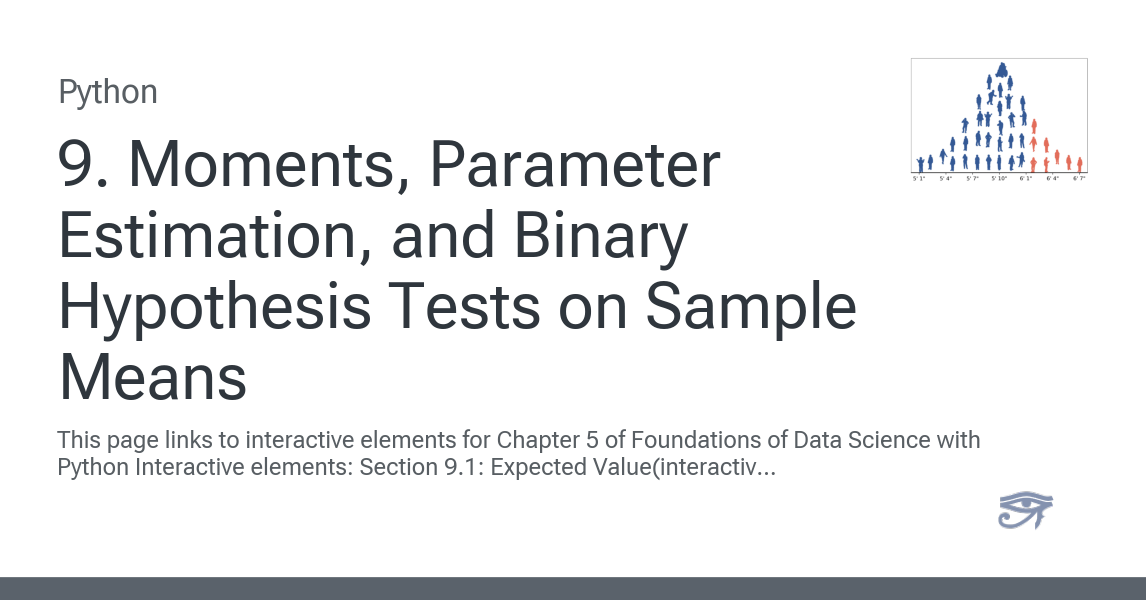 Python
9. Moments, Parameter
Estimation, and Binary
Hypothesis Tests on Sample
Means
This page links to interactive elements for Chapter 5 of Foundations of Data Science with
Python Interactive elements: Section 9.1: Expected Value(interactiv...
5' 1" 5' 4" 5' 7" 5' 10" 6' 1" 6' 4" 6' 7"